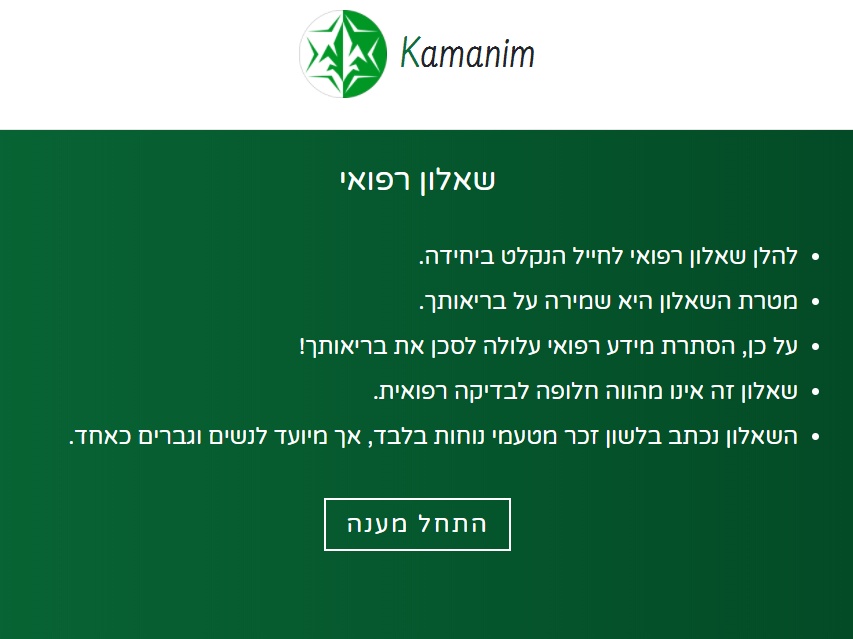 Kamanim
שאלון רפואי
להלן שאלון רפואי לחייל הנקלט ביחידה.
מטרת השאלון היא שמירה על בריאותך.
על כן, הסתרת מידע רפואי עלולה לסכן את בריאותך!
שאלון זה אינו מהווה חלופה לבדיקה רפואית.
השאלון נכתב בלשון זכר מטעמי נוחות בלבד, אך מיועד לנשים וגברים כאחד.
התחל מענה